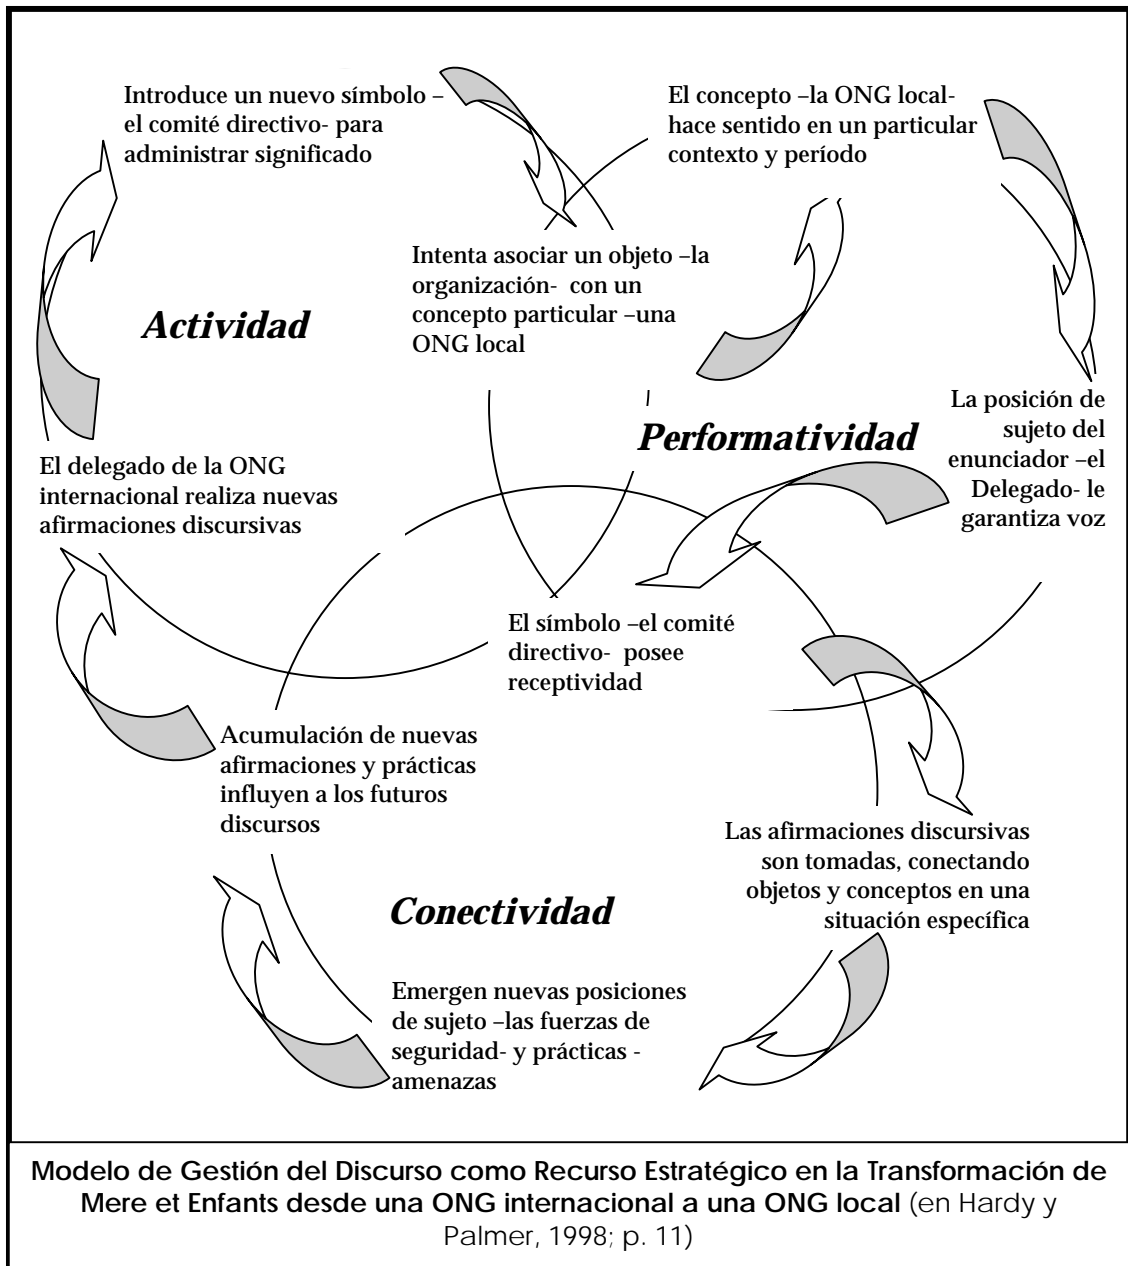 Introduce un nuevo símbolo –
el comité directivo- para
administrar significado
El concepto –la ONG local-
hace sentido en un particular
contexto y período
Intenta asociar un objeto –la
organización- con un
concepto particular –una
ONG local
Actividad
Performatividad
La posición de
sujeto del
enunciador –el
Delegado- le
garantiza voz
El delegado de la ONG
internacional realiza nuevas
afirmaciones discursivas
El símbolo –el comité
directivo- posee
receptividad
Acumulación de nuevas
afirmaciones y prácticas
influyen a los futuros
discursos
Las afirmaciones discursivas
son tomadas, conectando
objetos y conceptos en una
situación específica
Conectividad
Emergen nuevas posiciones
de sujeto –las fuerzas de
seguridad- y prácticas -
amenazas
Modelo de Gestión del Discurso como Recurso Estratégico en la Transformación de
Mere et Enfants desde una ONG internacional a una ONG local (en Hardy y
Palmer, 1998; p. 11)